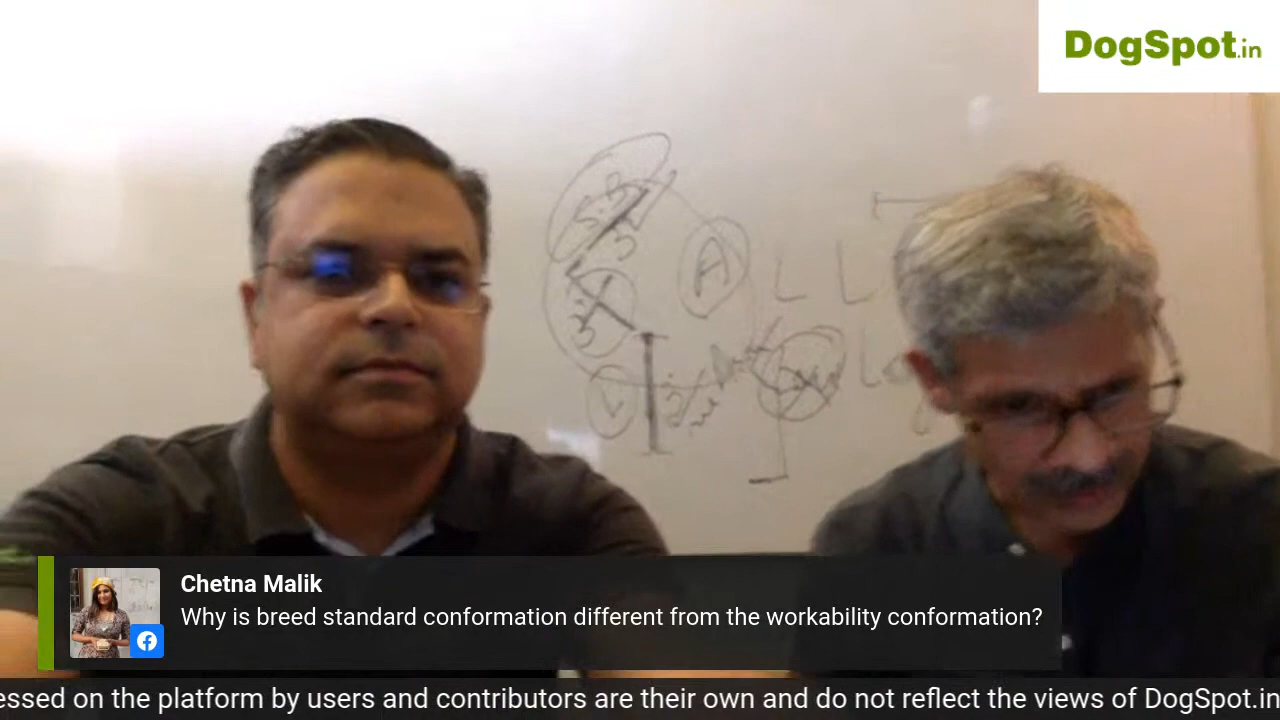 DogSpot.in
A
L L
Chetna Malik
Why is breed standard conformation different from the workability conformation?
essed on the platform by users and contributors are their own and do not reflect the views of DogSpot.in